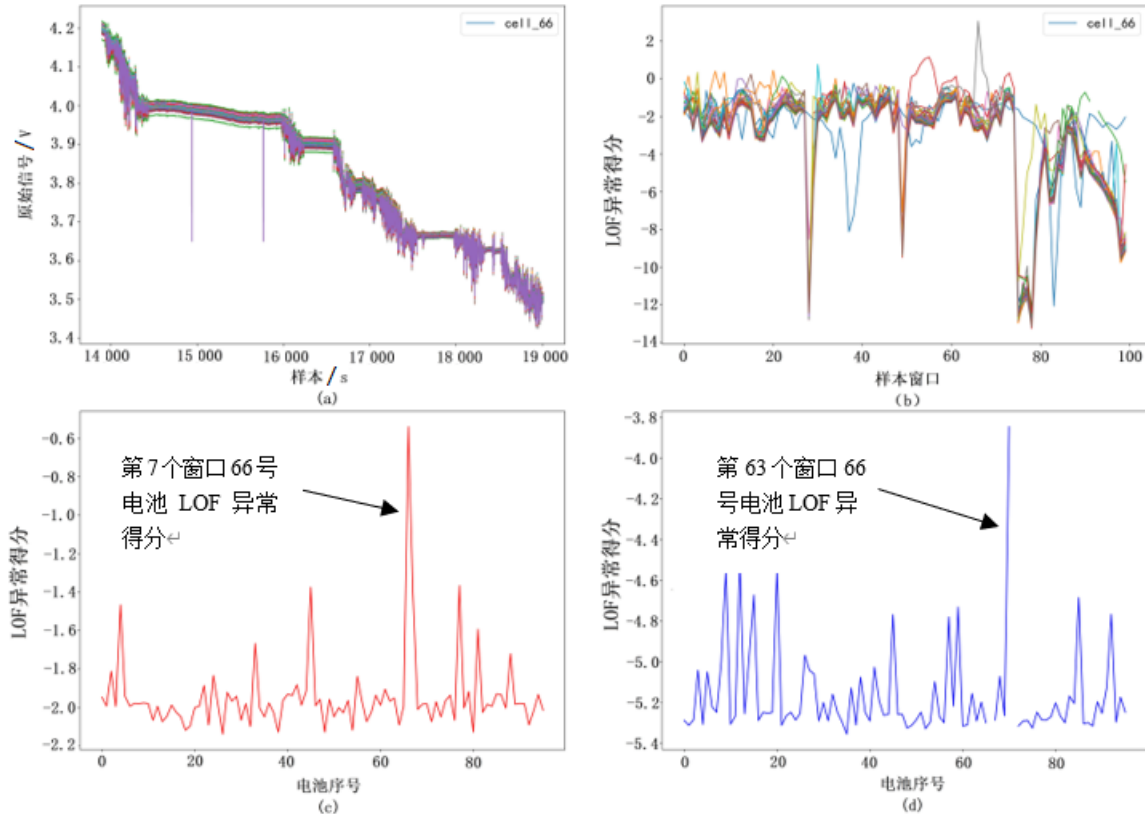 cell_66
4.2
4.1
4.0
3.9
3.8
3.7
3.6
3.5
3.4
原始信号/V
14 000 15 000 16 000 17 000 18 000 19 000
样本/s
(a)
cell_66
2
0
-2
-4
-6
-8
-10
-12
-14
LOF异常得分
0 20 40 60 80 100
样本窗口
(b)
-0.6
-0.8
-1.0
-1.2
-1.4
-1.6
-1.8
-2.0
-2.2
LOF异常得分
第7个窗口66号
电池 LOF 异常
得分↵
0 20 40 60 80
电池序号
(c)
-3.8
-4.0
-4.2
-4.4
-4.6
-4.8
-5.0
-5.2
-5.4
LOF异常得分
第 63个窗口 66
号电池LOF 异
常得分↵
0 20 40 60 80
电池序号
(d)